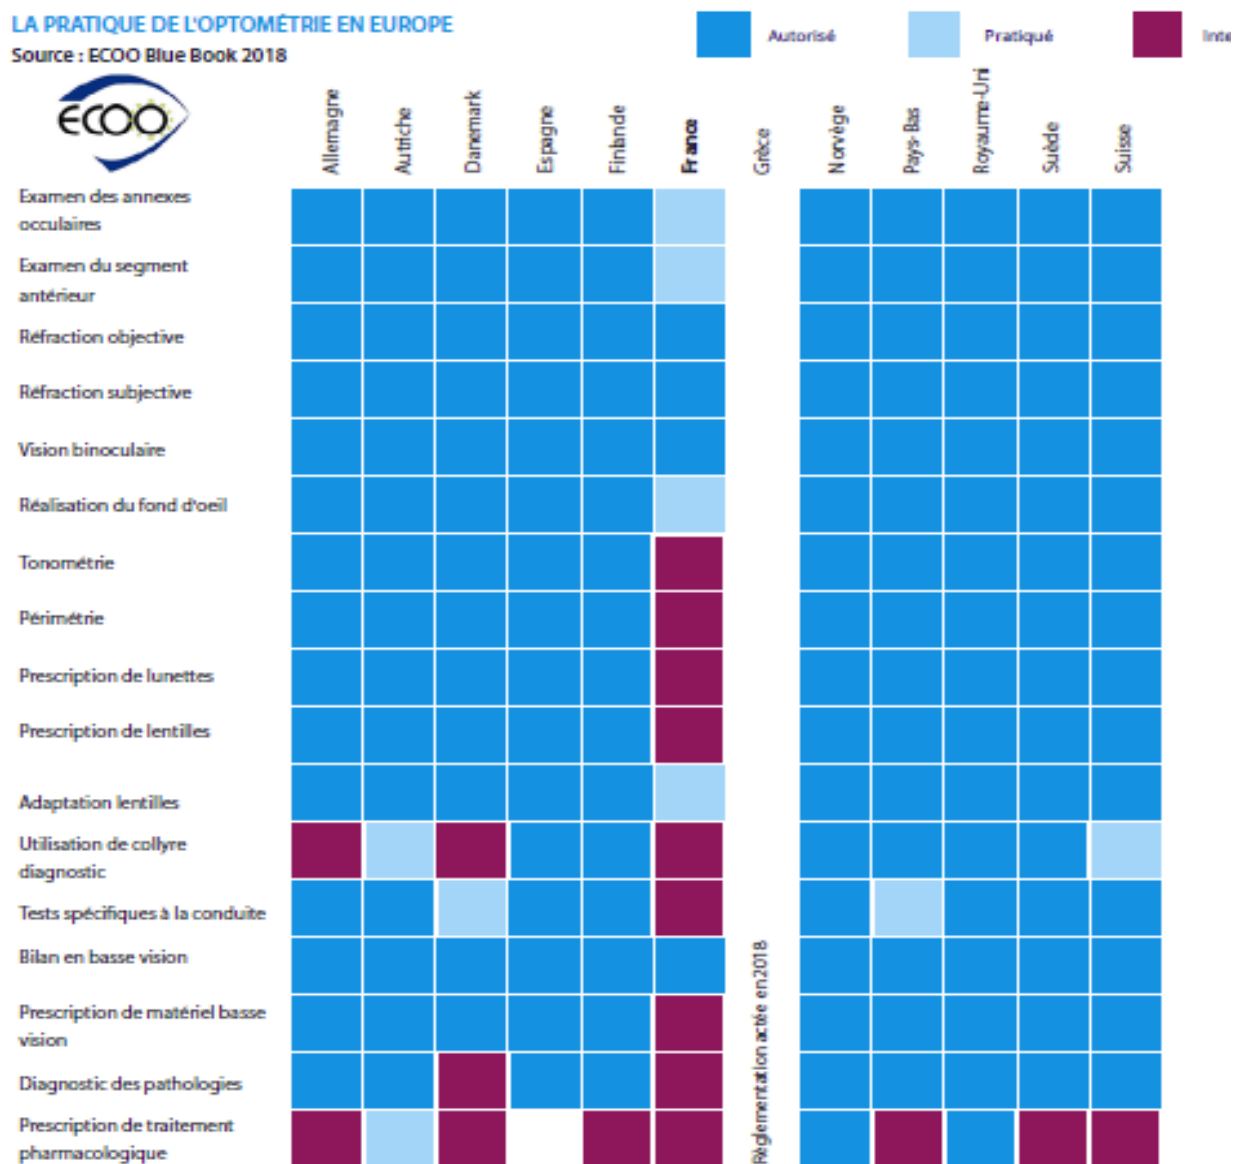 LA PRATIQUE DE L'OPTOMÉTRIE EN EUROPE
Source : ECOO Blue Book 2018
Autorisé
Pratiqué
Inte
ECOO
Allemagne
Autriche
Danemark
Espagne
Finlande
France
Grèce
Norvège
Pays-Bas
Royaume-Uni
Suède
Suisse
Examen des annexes
occulaires
Examen du segment
antérieur
Réfraction objective
Réfraction subjective
Vision binoculaire
Réalisation du fond d'oeil
Tonométrie
Périmétrie
Prescription de lunettes
Prescription de lentilles
Adaptation lentilles
Utilisation de collyre
diagnostic
Tests spécifiques à la conduite
Bilan en basse vision
Prescription de matériel basse
vision
Diagnostic des pathologies
Prescription de traitement
pharmacologique
Règlementation actée en 2018